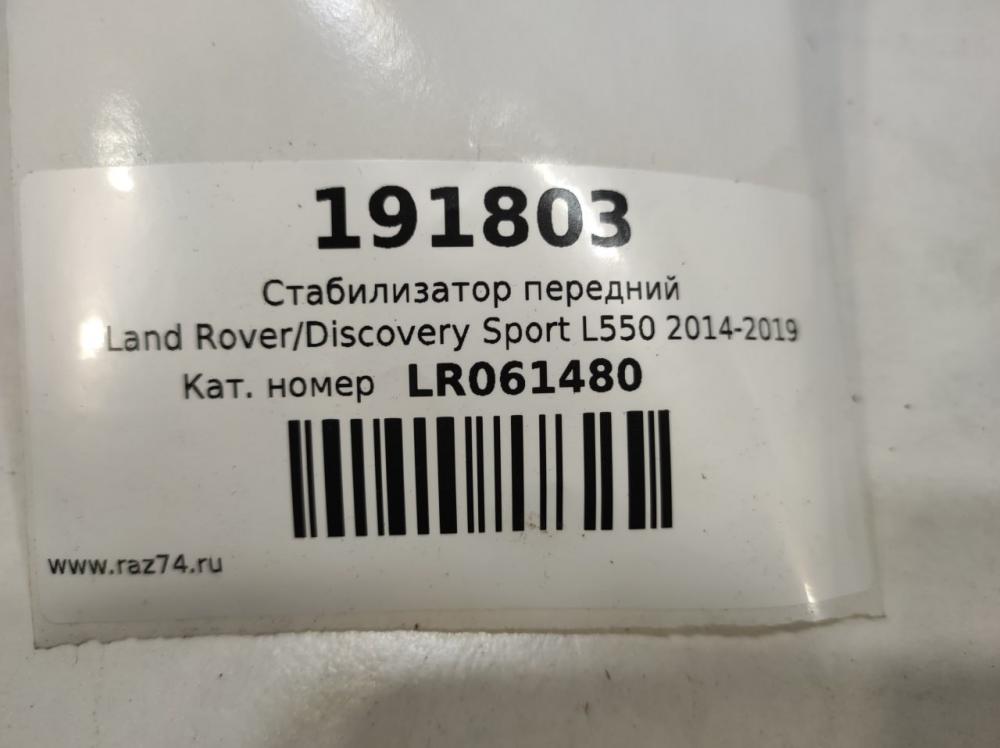 191803
Стабилизатор передний
Land Rover/Discovery Sport L550 2014-2019
Кат. номер LR061480
www.raz74.ru